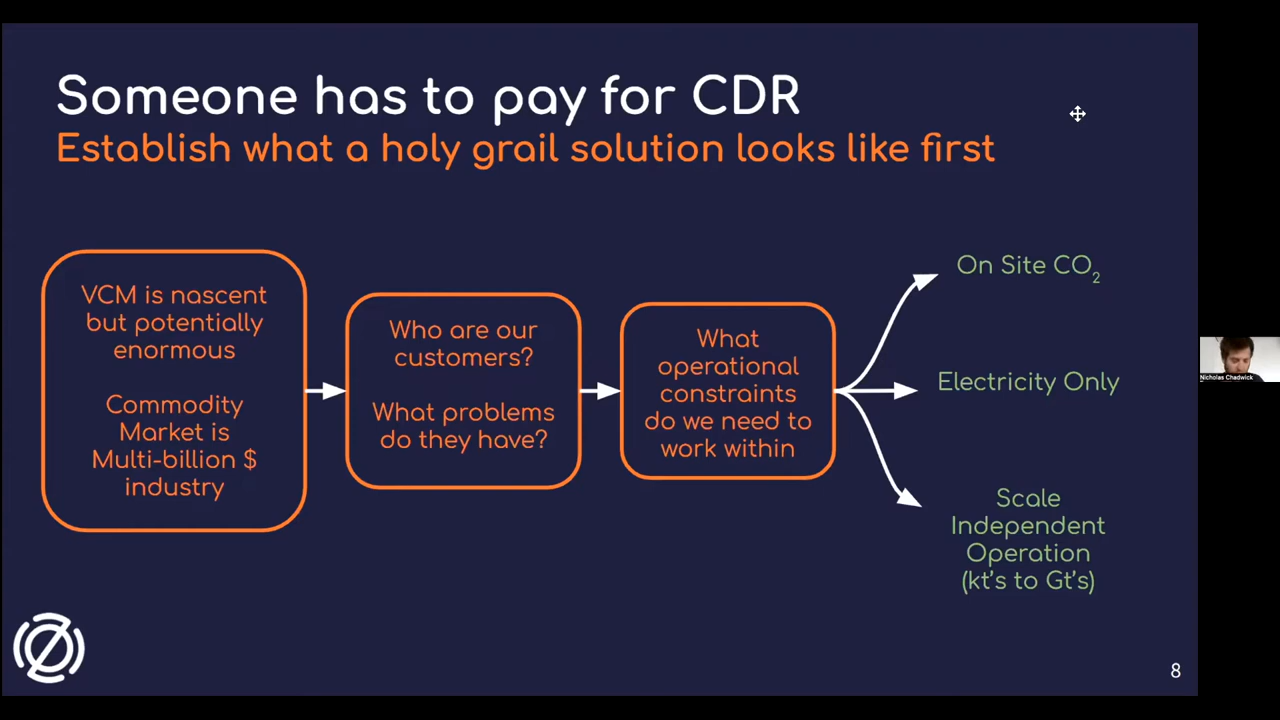 Someone has to pay for CDR
Establish what a holy grail solution looks like first
VCM is nascent
but potentially
enormous
Commodity
Market is
Multi-billion $
industry
Who are our
customers?
What problems
do they have?
What
operational
constraints
do we need to
work within
On Site CO₂
Electricity Only
Scale
Independent
Operation
(kt's to Gt's)
Nicholas Chadwick
8